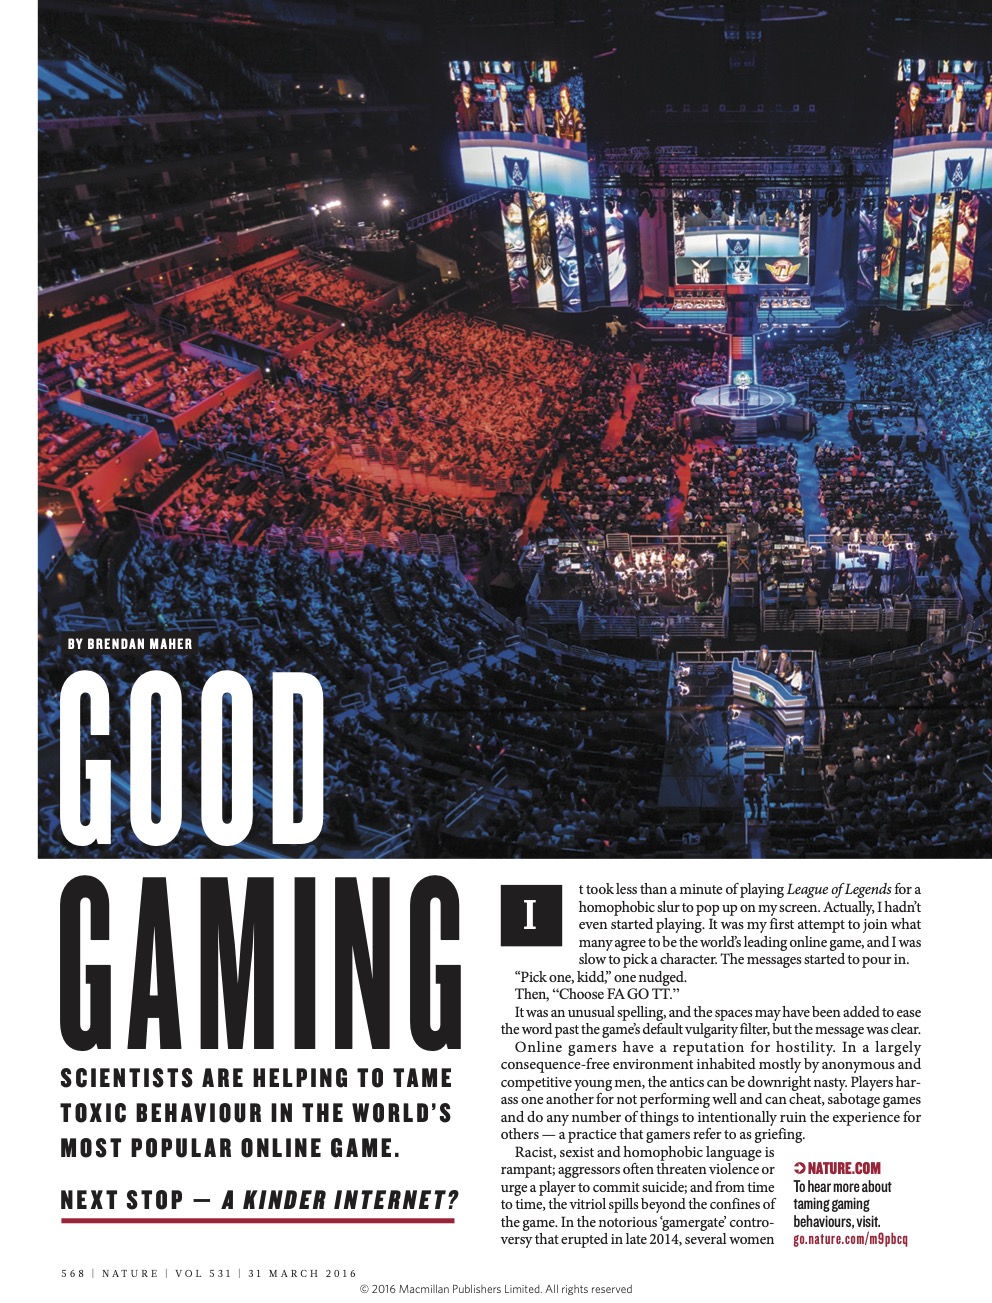 BY BRENDAN MAHER
GOOD
GAMING
SCIENTISTS ARE HELPING TO TAME
TOXIC BEHAVIOUR IN THE WORLD'S
MOST POPULAR ONLINE GAME.
NEXT STOP — A KINDER INTERNET?
I
t took less than a minute of playing League of Legends for a
homophobic slur to pop up on my screen. Actually, I hadn't
even started playing. It was my first attempt to join what
many agree to be the world's leading online game, and I was
slow to pick a character. The messages started to pour in.
“Pick one, kidd,” one nudged.
Then, “Choose FA GO TT.”
It was an unusual spelling, and the spaces may have been added to ease
the word past the game's default vulgarity filter, but the message was clear.
Online gamers have a reputation for hostility. In a largely
consequence-free environment inhabited mostly by anonymous and
competitive young men, the antics can be downright nasty. Players har-
ass one another for not performing well and can cheat, sabotage games
and do any number of things to intentionally ruin the experience for
others — a practice that gamers refer to as griefing.
Racist, sexist and homophobic language is
rampant; aggressors often threaten violence or
urge a player to commit suicide; and from time
to time, the vitriol spills beyond the confines of
the game. In the notorious ‘gamergate’ contro-
versy that erupted in late 2014, several women
NATURE.COM
To hear more about
taming gaming
behaviours, visit.
go.nature.com/m9pbcq
568 | NATURE | VOL 531 | 31 MARCH 2016
© 2016 Macmillan Publishers Limited. All rights reserved